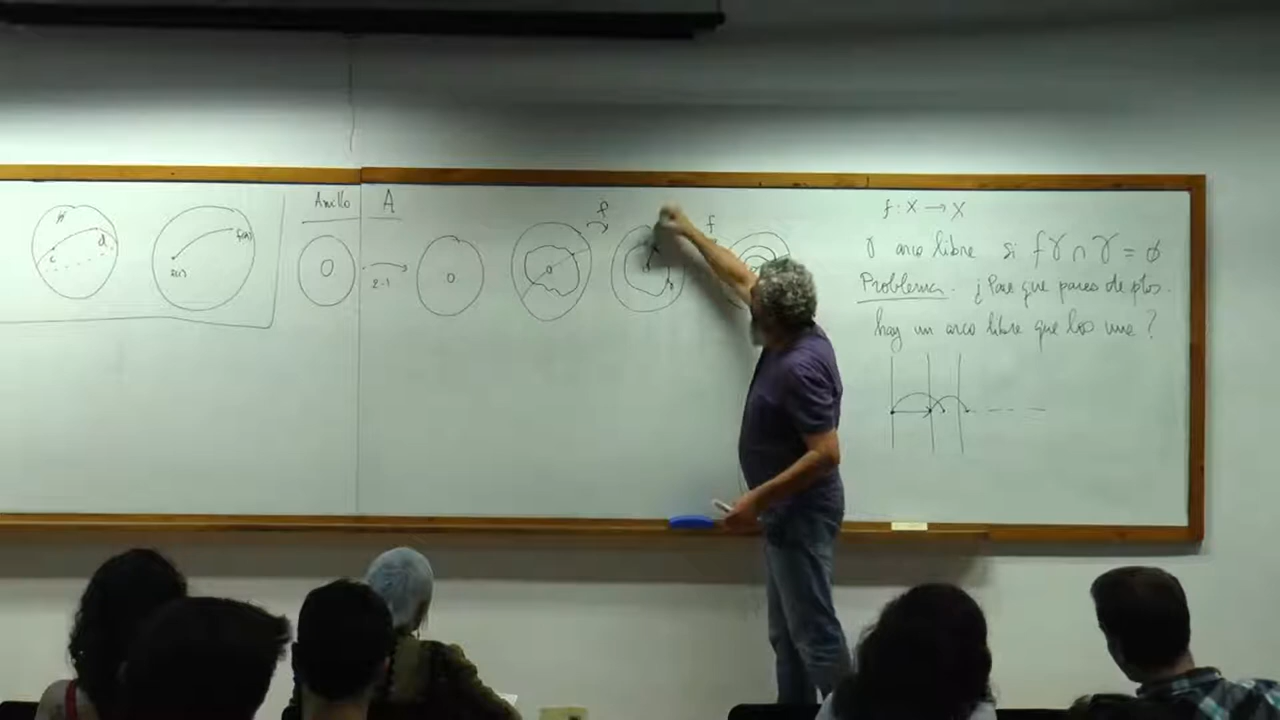 Anillo A
2-1
f
f
f: X → X
γ arco libre si fγ ∩ γ = ∅
Problema. ¿Para que pares de ptos.
hay un arco libre que los une?